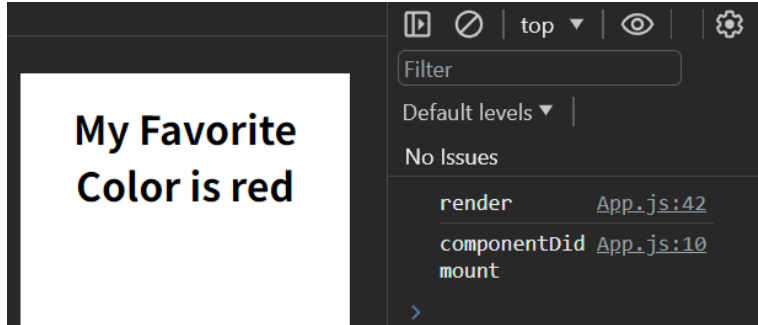 top ▼
Filter
Default levels ▼
No Issues
My Favorite
Color is red
render App.js:42
componentDid App.js:10
mount